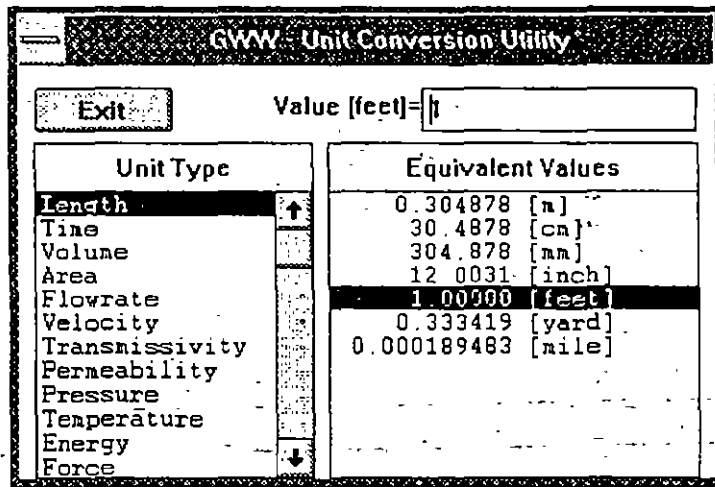 GWW - Unit Conversion Utility
Exit
Value [feet]= 1
Unit Type
Length
Time
Volume
Area
Flowrate
Velocity
Transmissivity
Permeability
Pressure
Temperature
Energy
Force
Equivalent Values
0.304878 [m]
30.4878 [cm]
304.878 [mm]
12.0031 [inch]
1.00000 [feet]
0.333419 [yard]
0.000189483 [mile]